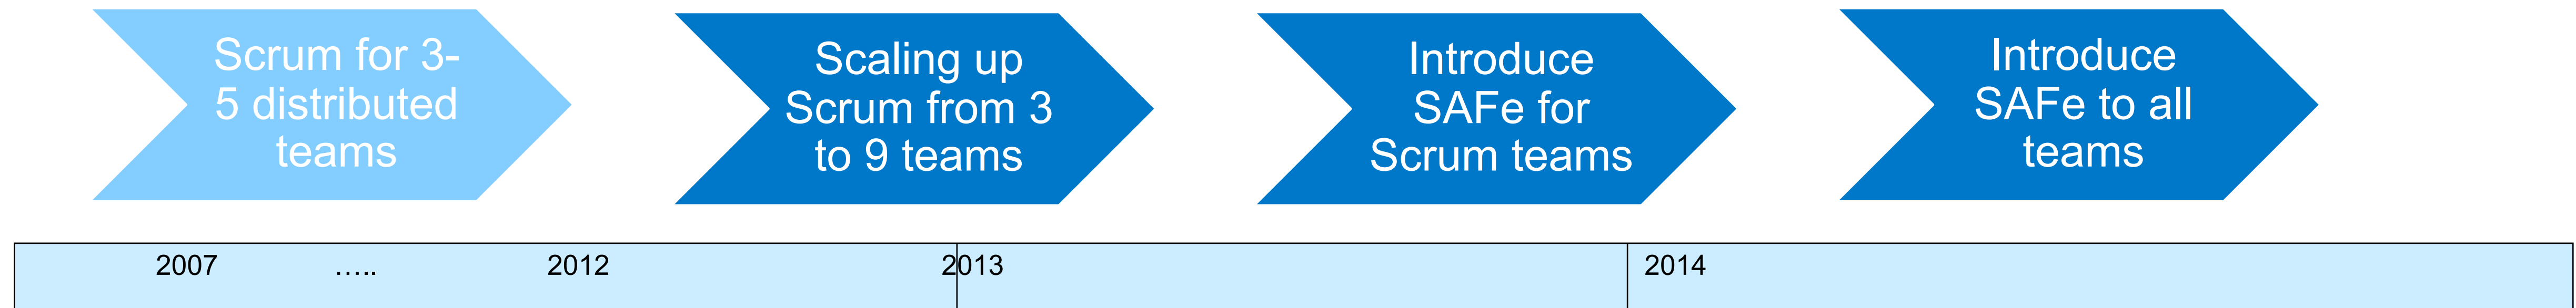 Scrum for 3-
5 distributed
teams
Scaling up
Scrum from 3
to 9 teams
Introduce
SAFe for
Scrum teams
Introduce
SAFe to all
teams
2007 ..... 2012 2013 2014